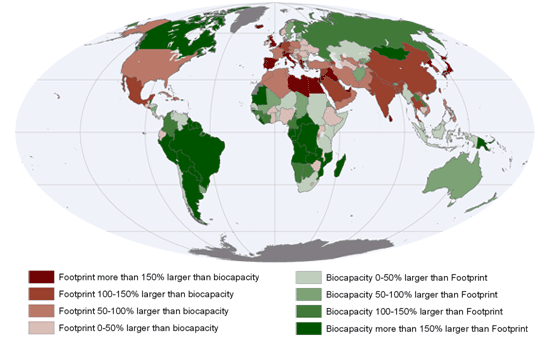 Footprint more than 150% larger than biocapacity
Footprint 100-150% larger than biocapacity
Footprint 50-100% larger than biocapacity
Footprint 0-50% larger than biocapacity
Biocapacity 0-50% larger than Footprint
Biocapacity 50-100% larger than Footprint
Biocapacity 100-150% larger than Footprint
Biocapacity more than 150% larger than Footprint